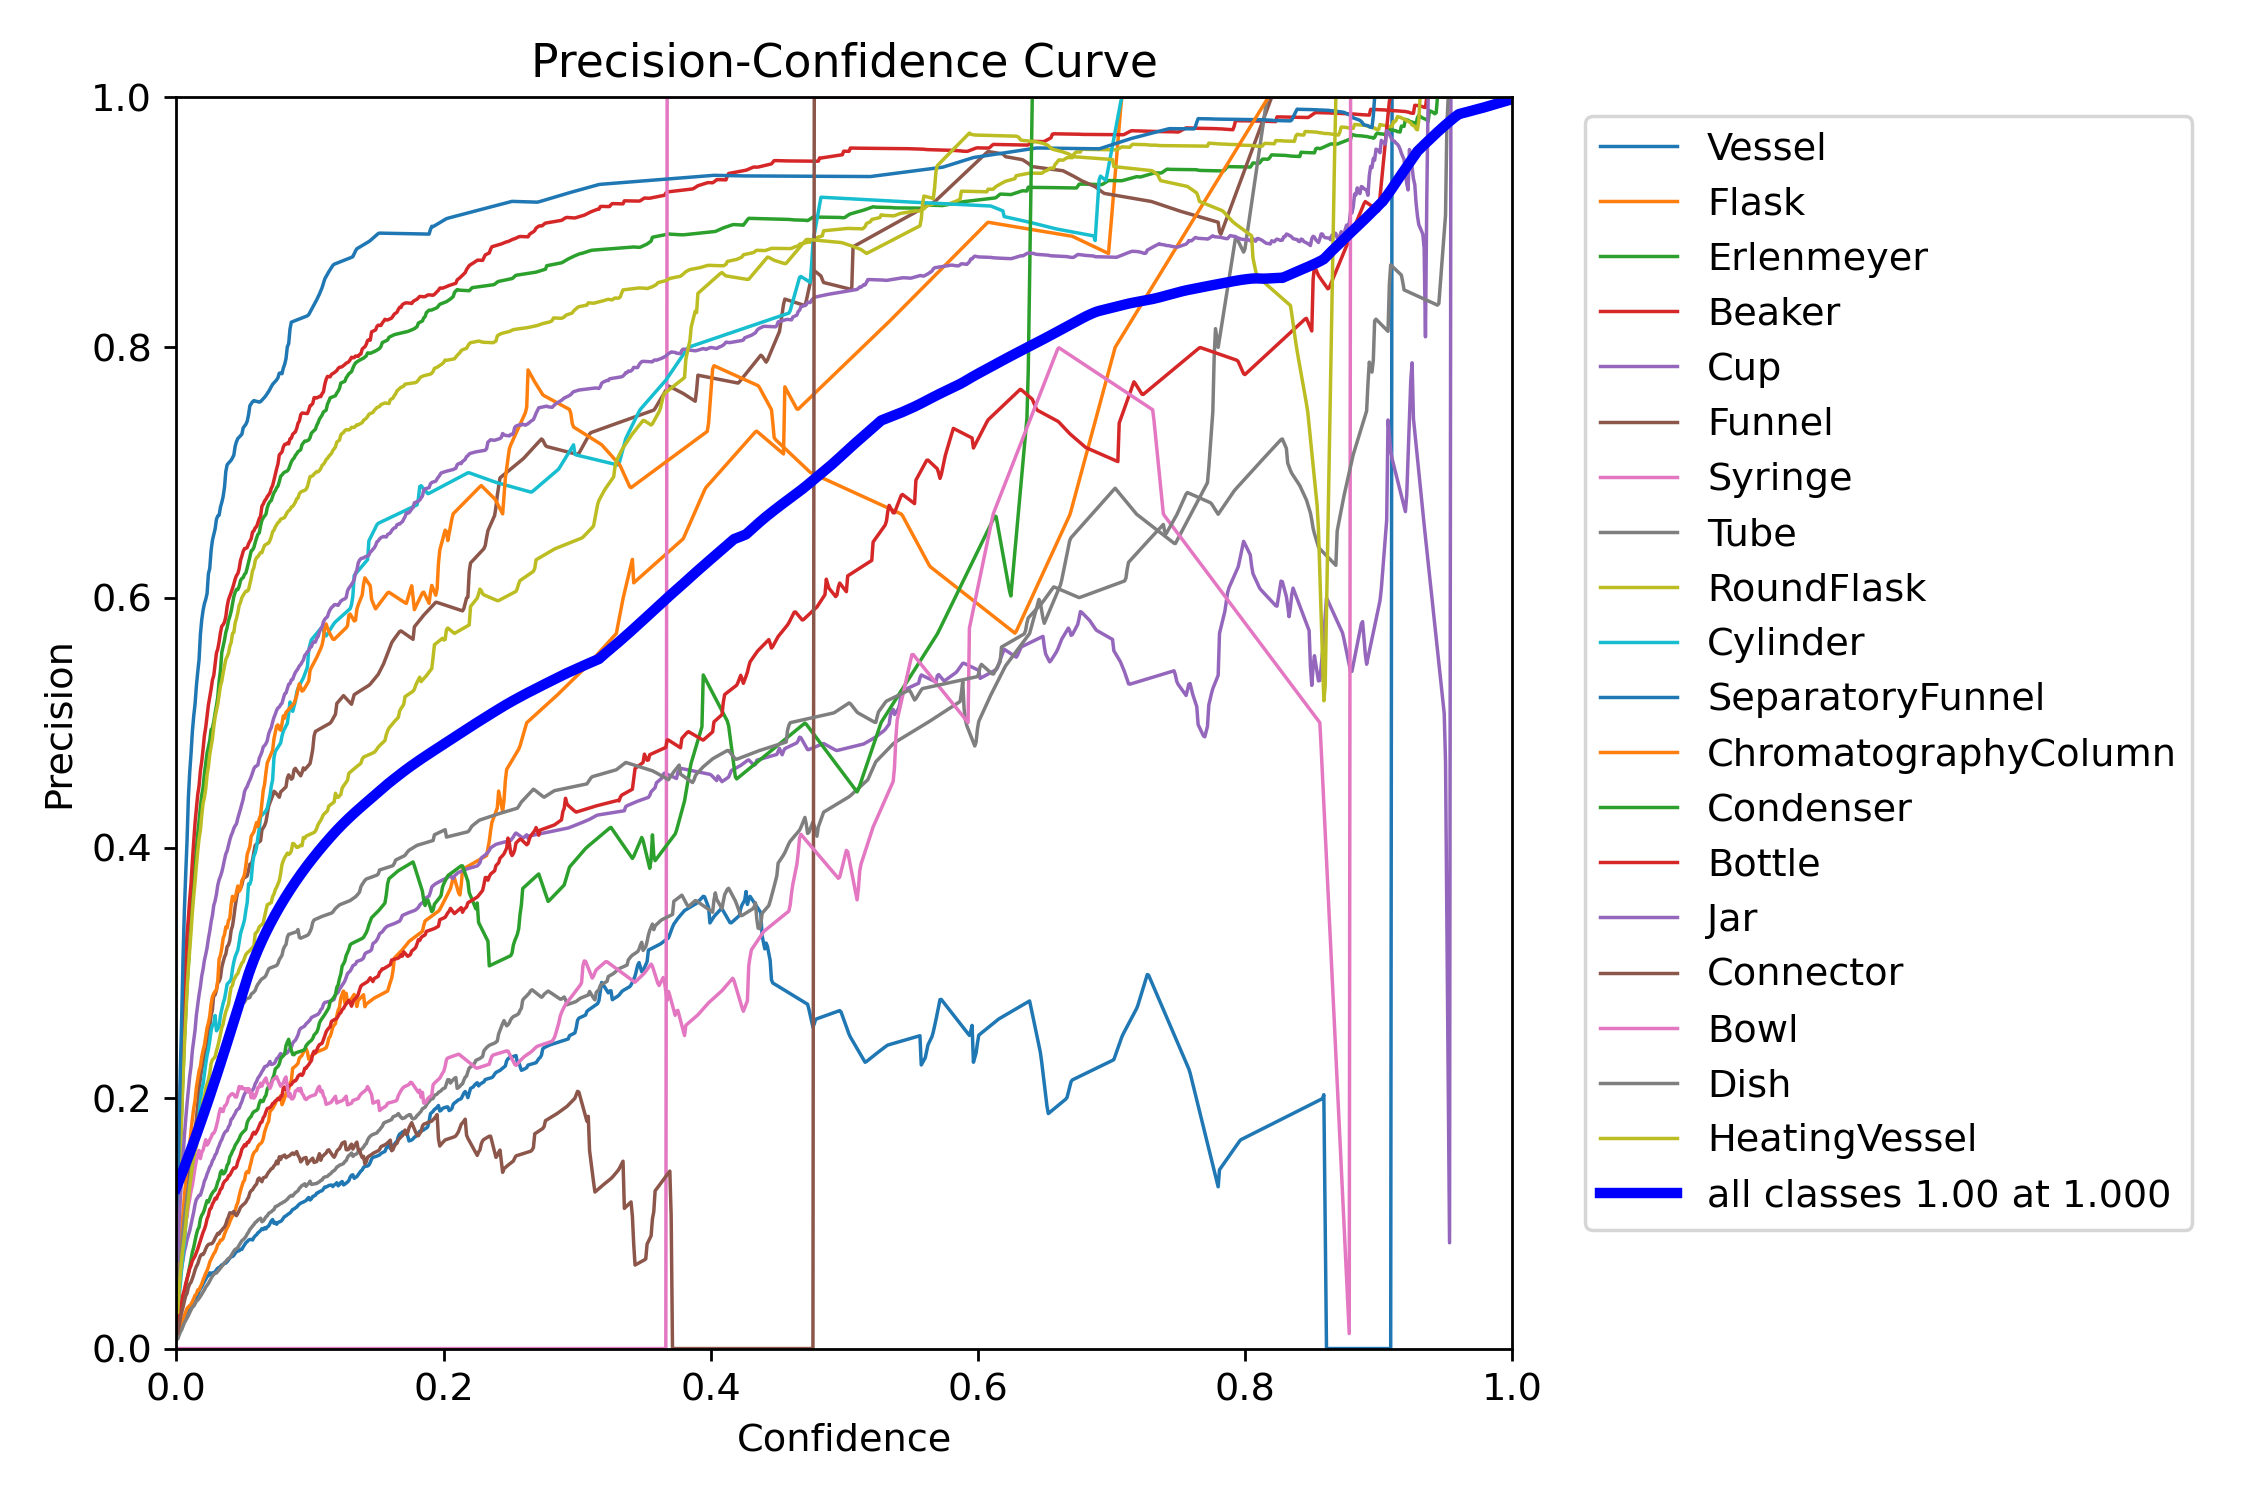 Precision-Confidence Curve
1.0
0.8
0.6
0.4
0.2
0.0
Precision
0.0 0.2 0.4 0.6 0.8 1.0
Confidence
Vessel
Flask
Erlenmeyer
Beaker
Cup
Funnel
Syringe
Tube
RoundFlask
Cylinder
SeparatoryFunnel
ChromatographyColumn
Condenser
Bottle
Jar
Connector
Bowl
Dish
HeatingVessel
all classes 1.00 at 1.000